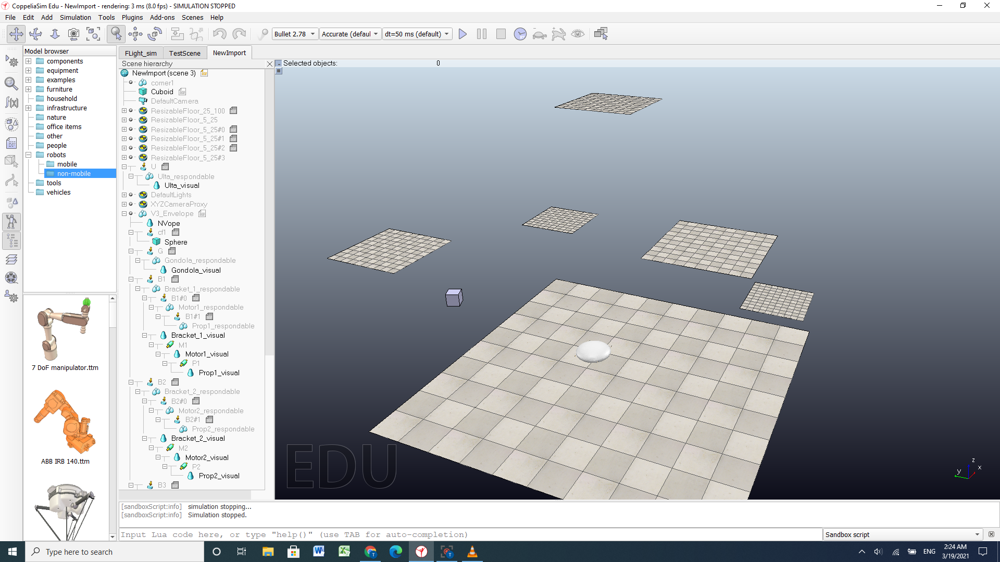 CoppeliaSim Edu - NewImport - rendering: 3 ms (8.0 fps) - SIMULATION STOPPED
File Edit Add Simulation Tools Plugins Add-ons Scenes Help
Bullet 2.78 Accurate (defaul dt=50 ms (default)
Model browser
components
equipment
examples
furniture
household
infrastructure
nature
office items
other
people
robots
mobile
non-mobile
tools
vehicles
7 DoF manipulator.ttm
ABB IRB 140.ttm
FLight_sim TestScene NewImport
Scene hierarchy
NewImport (scene 3)
corner1
Cuboid
DefaultCamera
ResizableFloor_25_100
ResizableFloor_5_25
ResizableFloor_5_25#0
ResizableFloor_5_25#1
ResizableFloor_5_25#2
ResizableFloor_5_25#3
U
Ulta_respondable
Ulta_visual
DefaultLights
XYZCameraProxy
V3_Envelope
NVope
cf1
Sphere
G
Gondola_respondable
Gondola_visual
B1
Bracket_1_respondable
B1#0
Motor1_respondable
B1#1
Prop1_respondable
Bracket_1_visual
M1
Motor1_visual
P1
Prop1_visual
B2
Bracket_2_respondable
B2#0
Motor2_respondable
B2#1
Prop2_respondable
Bracket_2_visual
M2
Motor2_visual
P2
Prop2_visual
B3
Selected objects: 0
EDU
z
x
y
[sandboxScript:info] simulation stopping...
[sandboxScript:info] Simulation stopped.
Input Lua code here, or type "help()" (use TAB for auto-completion)
Sandbox script
Type here to search
ENG
2:24 AM
3/19/2021